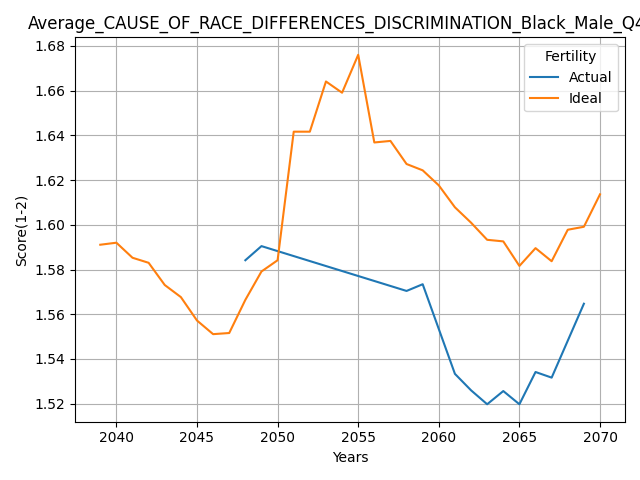 Average_CAUSE_OF_RACE_DIFFERENCES_DISCRIMINATION_Black_Male_Q4
Fertility
Actual
Ideal
1.68
1.66
1.64
1.62
1.60
1.58
1.56
1.54
1.52
Score(1-2)
2040 2045 2050 2055 2060 2065 2070
Years